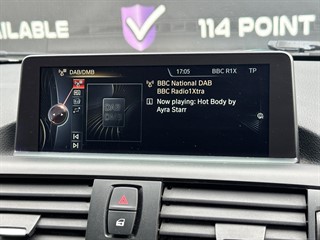 AILABLE
114 POINT
DAB/DMB
17:05
BBC R1X
TP
BBC National DAB
BBC Radio1Xtra
Now playing: Hot Body by
Ayra Starr